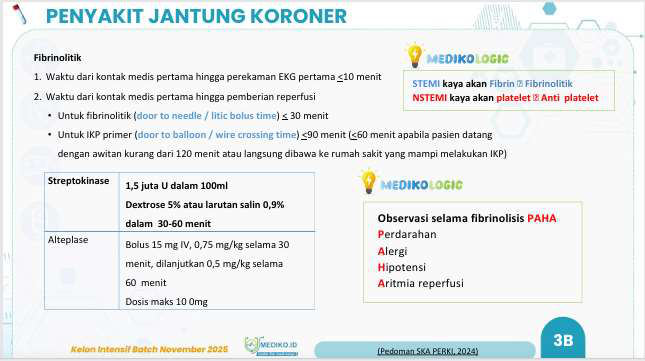 PENYAKIT JANTUNG KORONER
Fibrinolitik
1. Waktu dari kontak medis pertama hingga perekaman EKG pertama <10 menit
2. Waktu dari kontak medis pertama hingga pemberian reperfusi
• Untuk fibrinolitik (door to needle / litic bolus time) < 30 menit
• Untuk IKP primer (door to balloon / wire crossing time) <90 menit (<60 menit apabila pasien datang
dengan awitan kurang dari 120 menit atau langsung dibawa ke rumah sakit yang mampi melakukan IKP)
MEDIKOLOGIC
STEMI kaya akan Fibrin Fibrinolitik
NSTEMI kaya akan platelet Anti platelet
Streptokinase
1,5 juta U dalam 100ml
Dextrose 5% atau larutan salin 0,9%
dalam 30-60 menit
Alteplase
Bolus 15 mg IV, 0,75 mg/kg selama 30
menit, dilanjutkan 0,5 mg/kg selama
60 menit
Dosis maks 10 0mg
MEDIKOLOGIC
Observasi selama fibrinolisis PAHA
Perdarahan
Alergi
Hipotensi
Aritmia reperfusi
Kelon Intensif Batch November 2025
MEDIKO.ID
(Pedoman SKA PERKI, 2024)
3B